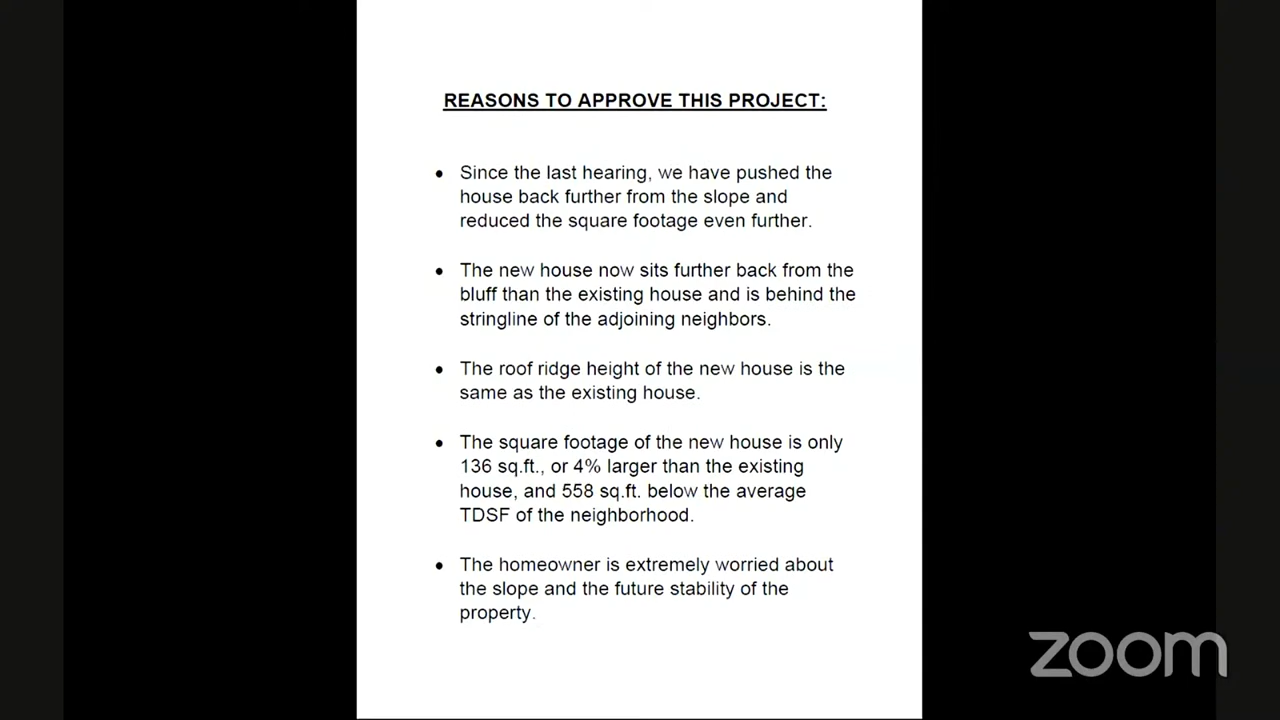 REASONS TO APPROVE THIS PROJECT:
• Since the last hearing, we have pushed the
house back further from the slope and
reduced the square footage even further.
• The new house now sits further back from the
bluff than the existing house and is behind the
stringline of the adjoining neighbors.
• The roof ridge height of the new house is the
same as the existing house.
• The square footage of the new house is only
136 sq.ft., or 4% larger than the existing
house, and 558 sq.ft. below the average
TDSF of the neighborhood.
• The homeowner is extremely worried about
the slope and the future stability of the
property.
zoom